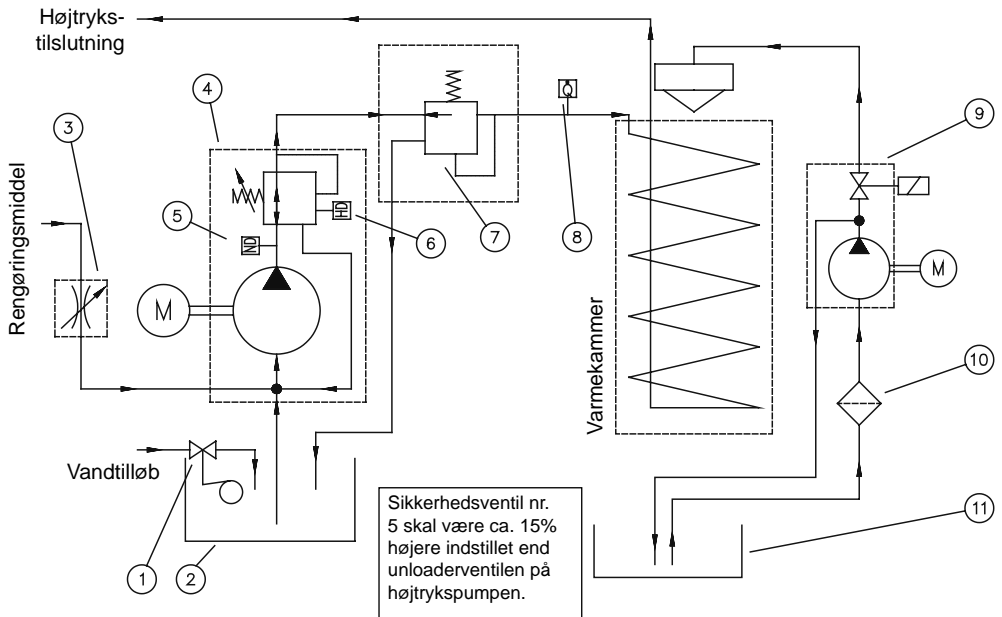 Højtryks-
tilslutning
4
3
9
5
6
7
8
HD
ND
Q
M
M
Rengøringsmiddel
Varmekammer
10
Vandtilløb
Sikkerhedsventil nr.
5 skal være ca. 15%
højere indstillet end
unloaderventilen på
højtrykspumpen.
11
1
2